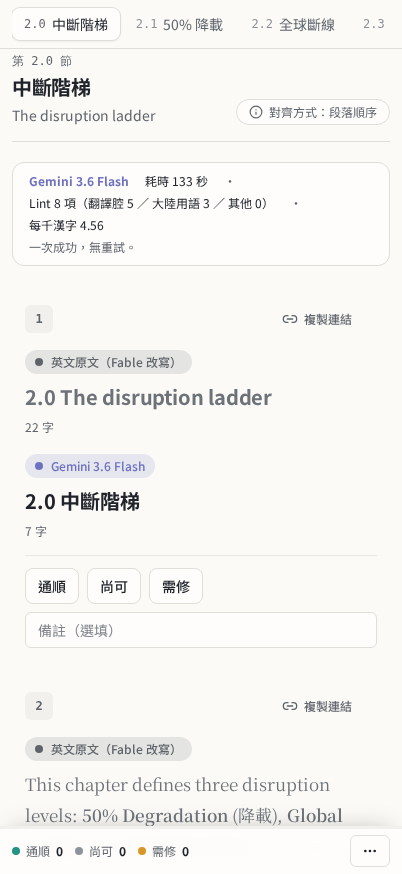 2.0 中斷階梯
2.1 50% 降載
2.2 全球斷線
2.3
第 2.0 節
中斷階梯
The disruption ladder
對齊方式：段落順序
Gemini 3.6 Flash 耗時 133 秒 •
Lint 8 項（翻譯腔 5 ／ 大陸用語 3 ／ 其他 0） •
每千漢字 4.56
一次成功，無重試。
1
複製連結
英文原文（Fable 改寫）
2.0 The disruption ladder
22 字
Gemini 3.6 Flash
2.0 中斷階梯
7 字
通順
尚可
需修
備註（選填）
2
複製連結
英文原文（Fable 改寫）
This chapter defines three disruption
levels: 50% Degradation (降載), Global
通順 0
尚可 0
需修 0
...